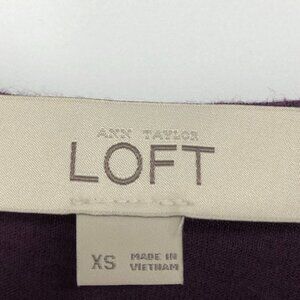 ANN TAYLOR
LOFT
XS
MADE IN
VIETNAM